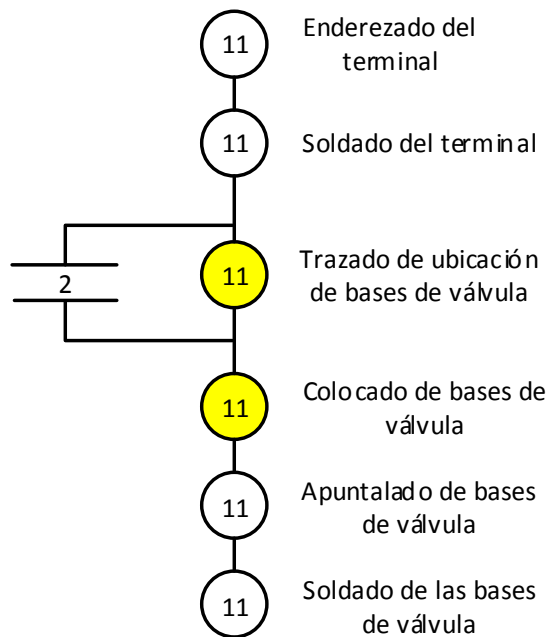 11
Enderezado del
terminal
11
Soldado del terminal
2
11
Trazado de ubicación
de bases de válvula
11
Colocado de bases de
válvula
11
Apuntalado de bases
de válvula
11
Soldado de las bases
de válvula